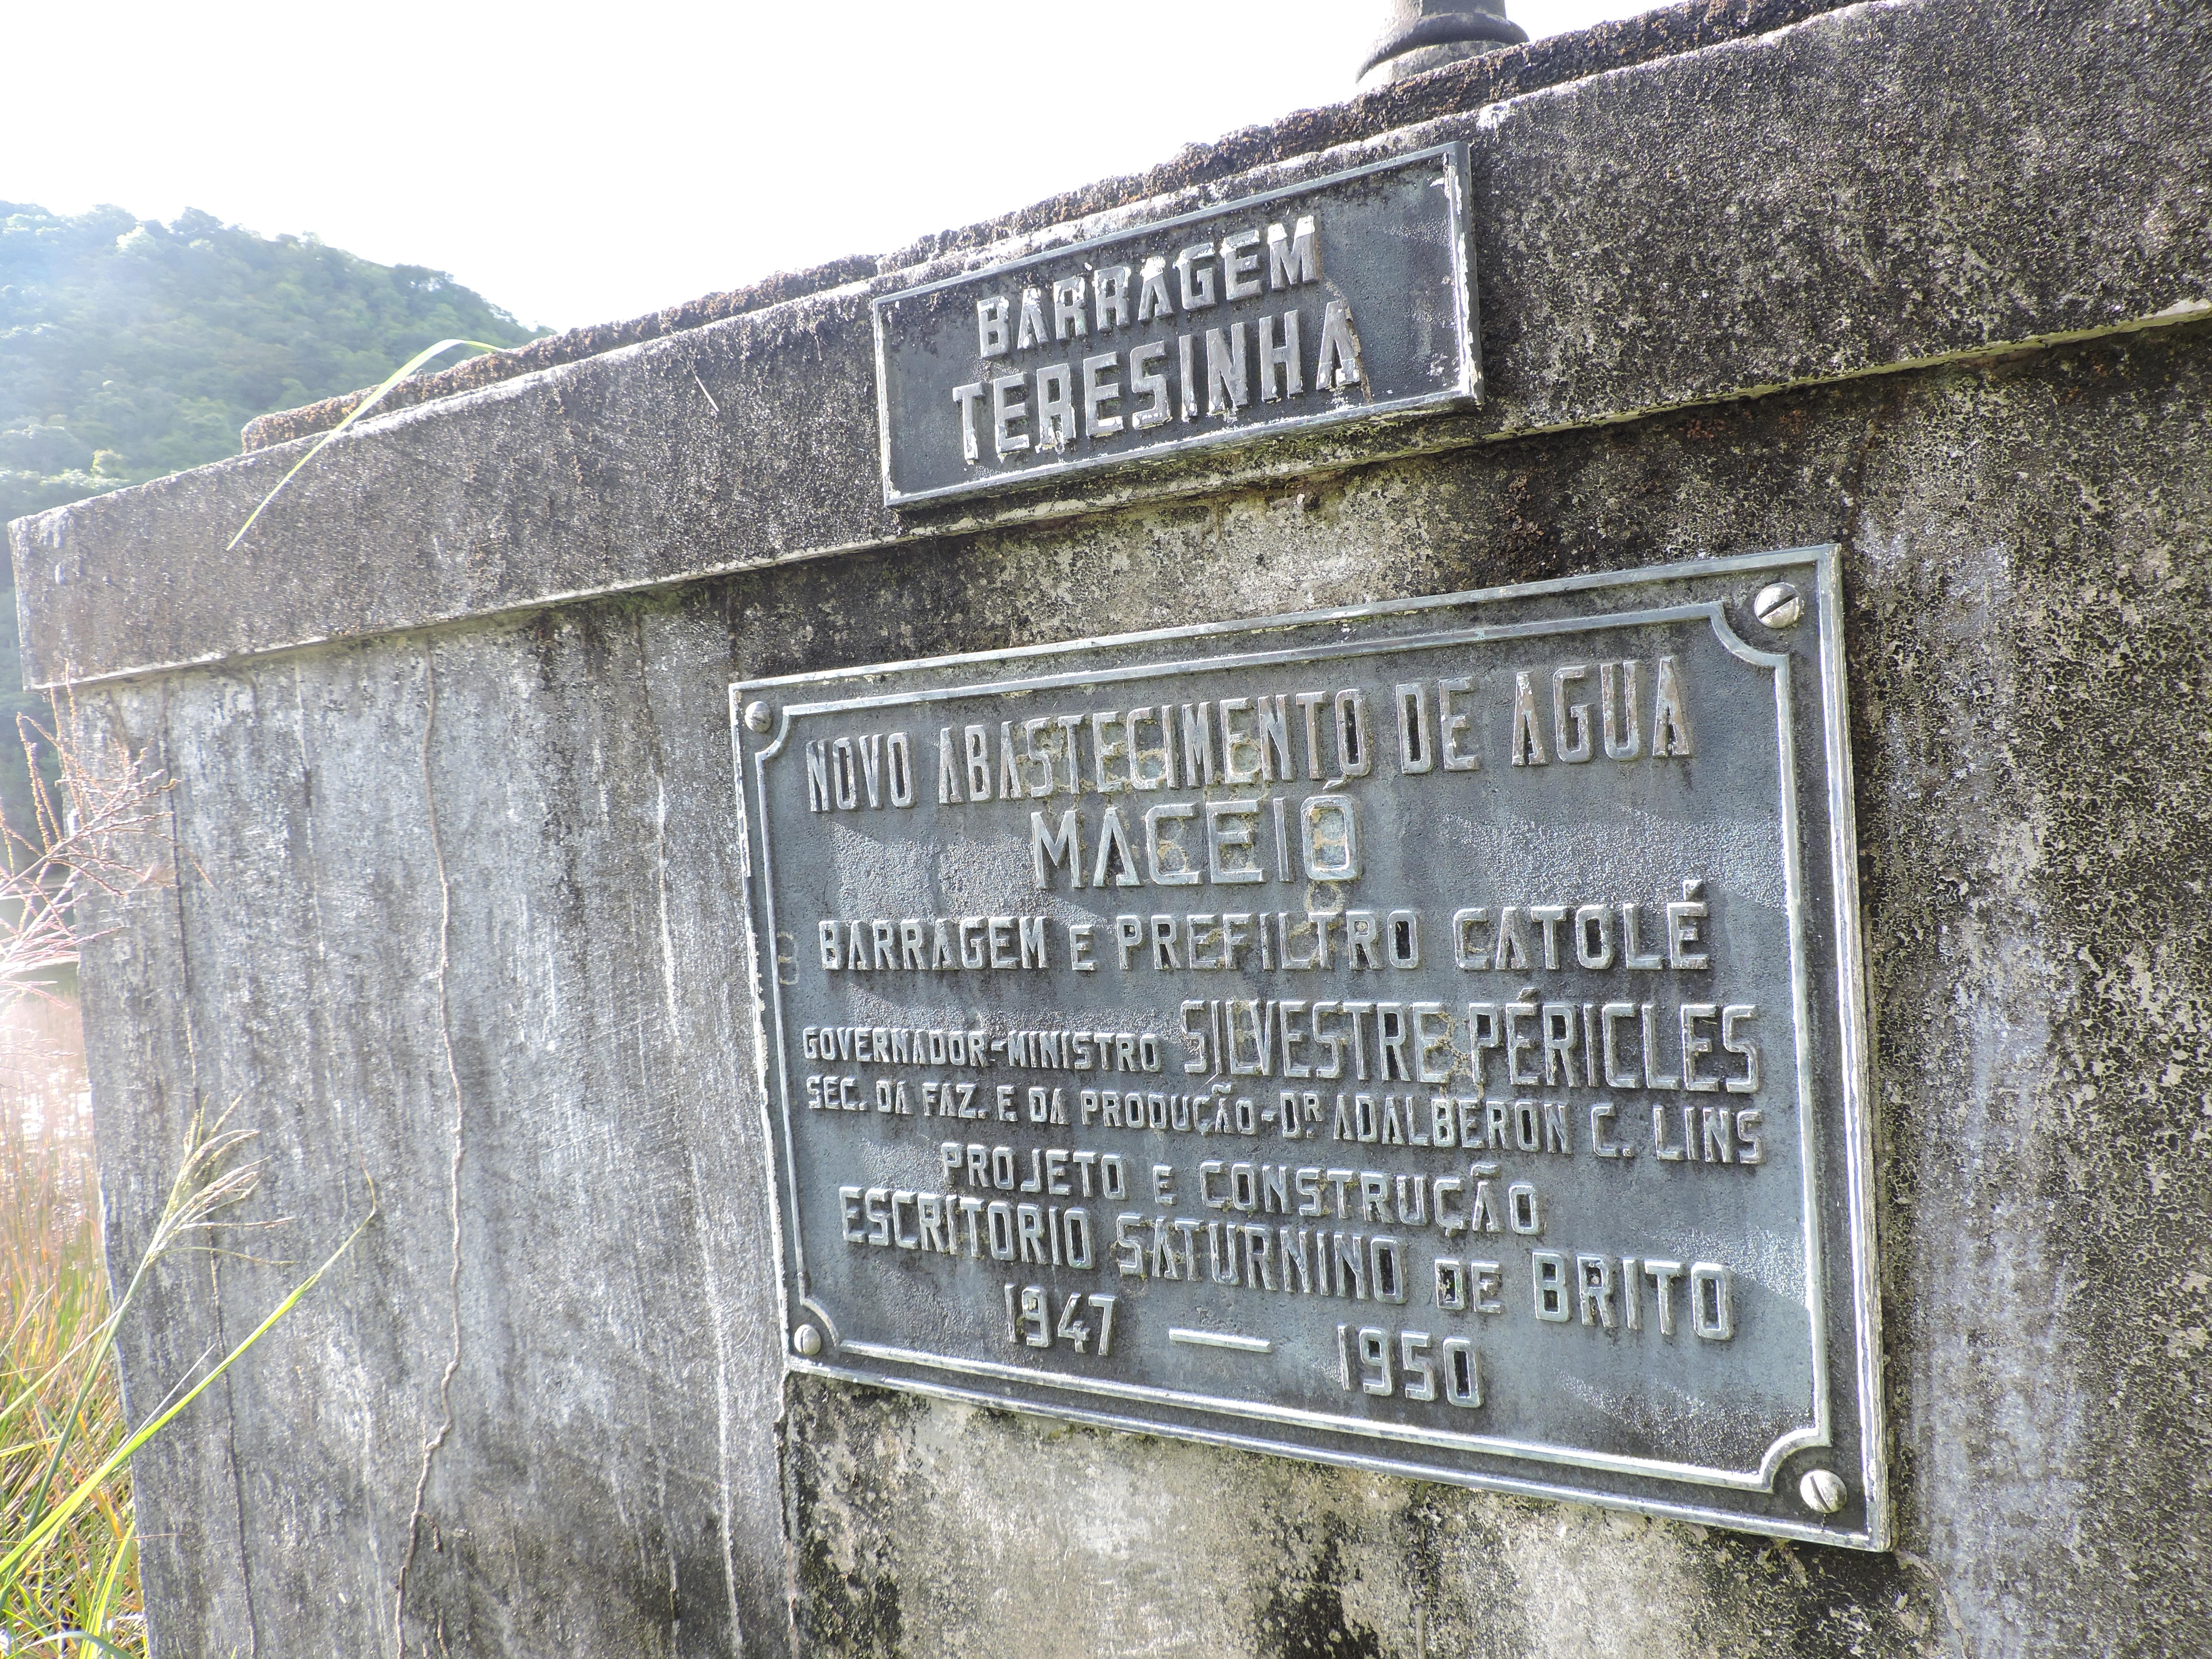 BARRAGEM
TERESINHA
NOVO ABASTECIMENTO DE AGUA
MACEIÓ
BARRAGEM E PREFILTRO CATOLÉ
GOVERNADOR-MINISTRO SILVESTRE PÉRICLES
SEC. DA FAZ. E DA PRODUÇÃO-DR ADALBERON C. LINS
PROJETO E CONSTRUÇÃO
ESCRITORIO SATURNINO DE BRITO
1947 — 1950